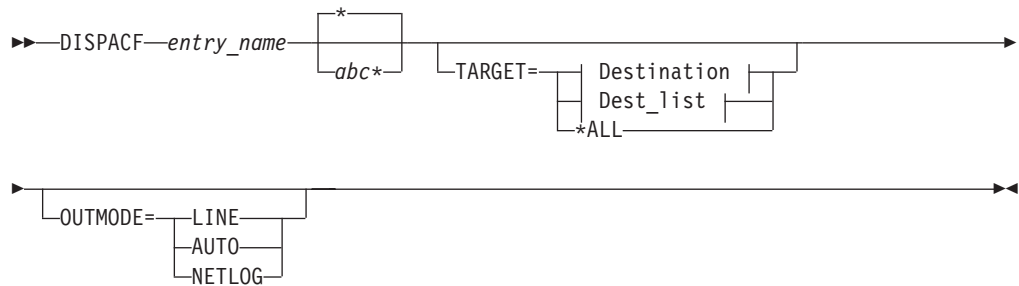 *
DISPACF entry_name
abc*
TARGET= Destination
Dest_list
*ALL
OUTMODE= LINE
AUTO
NETLOG